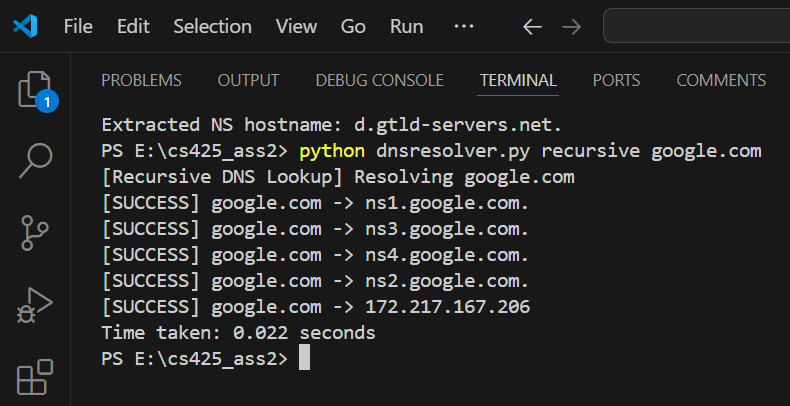 File Edit Selection View Go Run ···
1
PROBLEMS OUTPUT DEBUG CONSOLE TERMINAL PORTS COMMENTS
Extracted NS hostname: d.gtld-servers.net.
PS E:\cs425_ass2> python dnsresolver.py recursive google.com
[Recursive DNS Lookup] Resolving google.com
[SUCCESS] google.com -> ns1.google.com.
[SUCCESS] google.com -> ns3.google.com.
[SUCCESS] google.com -> ns4.google.com.
[SUCCESS] google.com -> ns2.google.com.
[SUCCESS] google.com -> 172.217.167.206
Time taken: 0.022 seconds
PS E:\cs425_ass2>